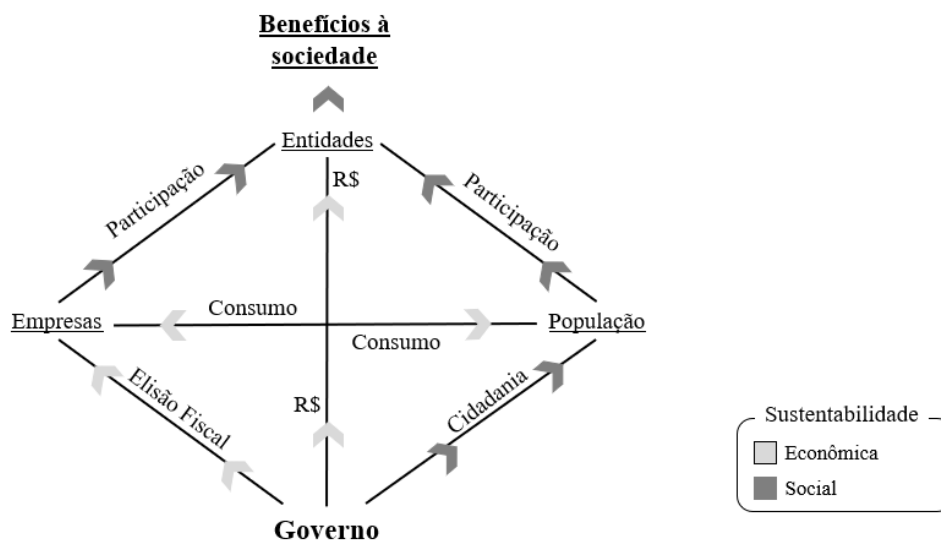 Benefícios à
sociedade
Entidades
R$
Participação
Participação
Consumo
Empresas
População
Consumo
Elisão Fiscal
R$
Cidadania
Governo
Sustentabilidade
Econômica
Social